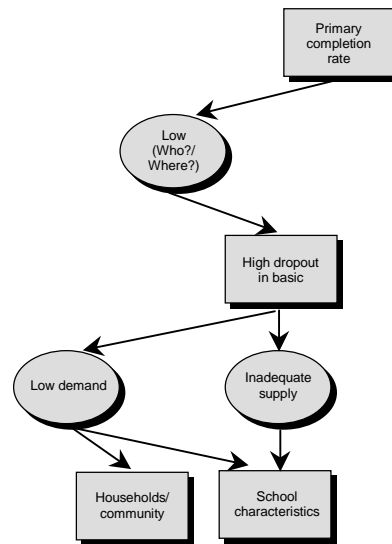 Primary
completion
rate
Low
(Who?/
Where?)
High dropout
in basic
Low demand
Inadequate
supply
Households/
community
School
characteristics